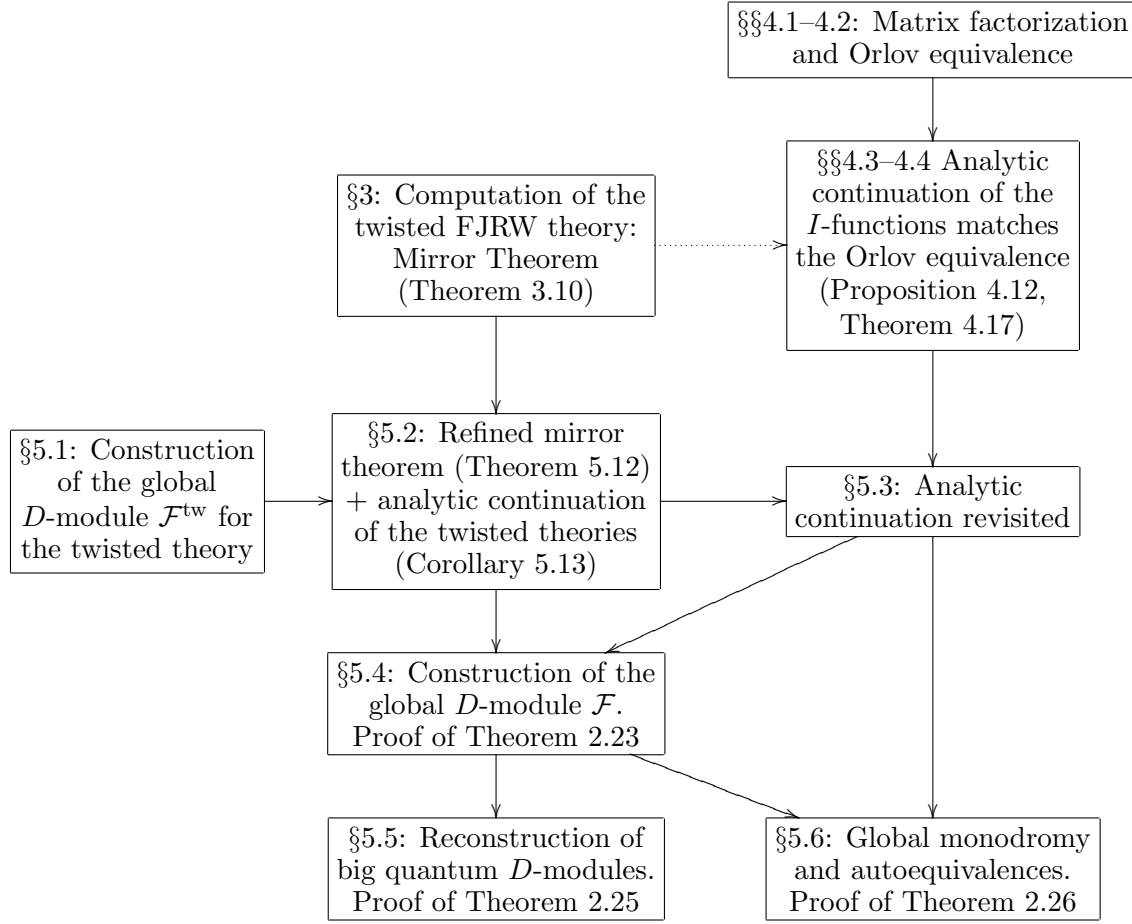 §§4.1–4.2: Matrix factorization
and Orlov equivalence
§3: Computation of the
twisted FJRW theory:
Mirror Theorem
(Theorem 3.10)
§§4.3–4.4 Analytic
continuation of the
I-functions matches
the Orlov equivalence
(Proposition 4.12,
Theorem 4.17)
§5.1: Construction
of the global
D-module 𝓕^tw for
the twisted theory
§5.2: Refined mirror
theorem (Theorem 5.12)
+ analytic continuation
of the twisted theories
(Corollary 5.13)
§5.3: Analytic
continuation revisited
§5.4: Construction of the
global D-module 𝓕.
Proof of Theorem 2.23
§5.5: Reconstruction of
big quantum D-modules.
Proof of Theorem 2.25
§5.6: Global monodromy
and autoequivalences.
Proof of Theorem 2.26